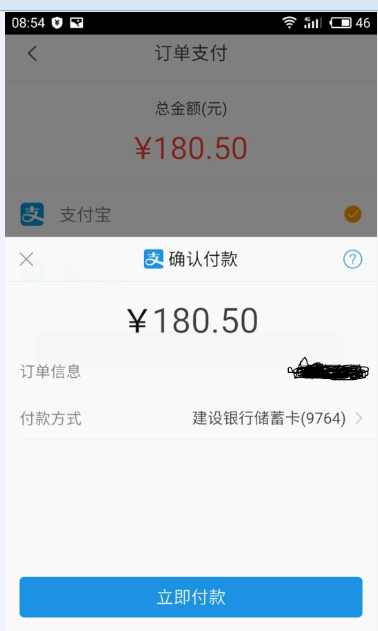 08:54 46
订单支付
总金额(元)
¥180.50
支付宝
确认付款
¥180.50
订单信息
付款方式 建设银行储蓄卡(9764)
立即付款